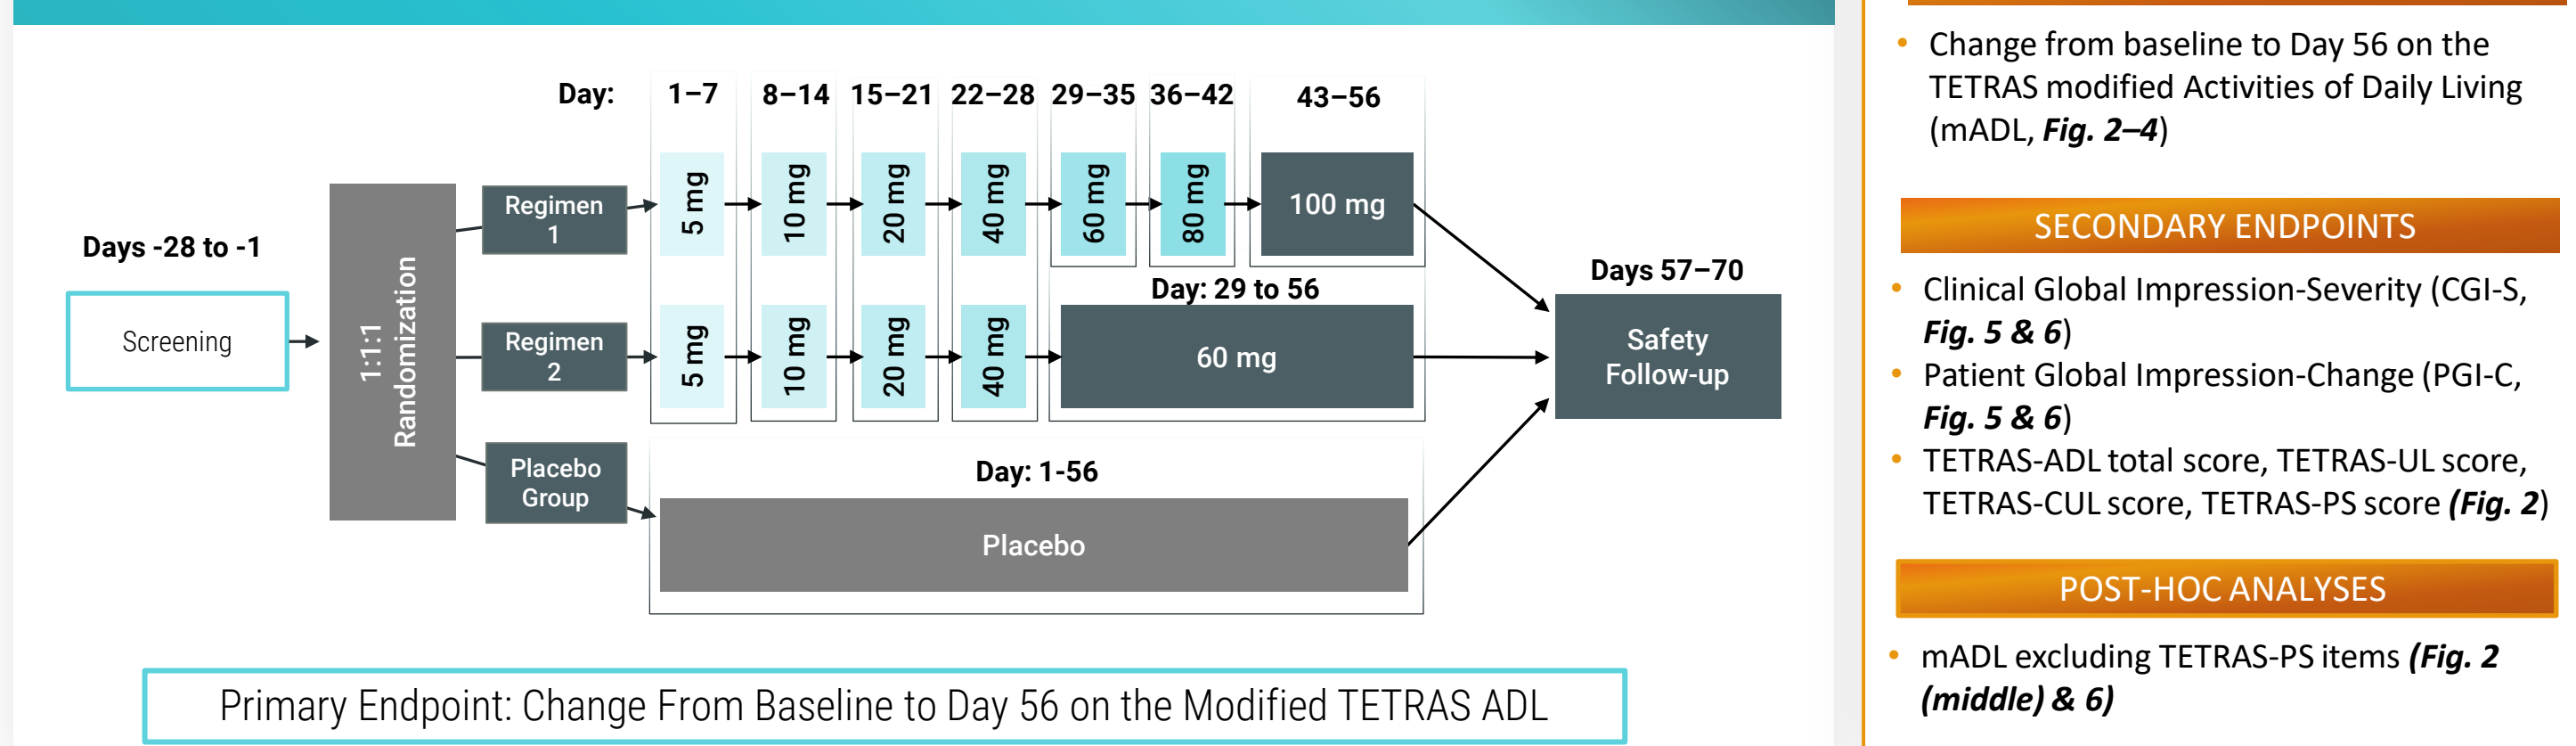 Day:
1–7
8–14
15–21
22–28
29–35
36–42
43–56
Days -28 to -1
Screening
1:1:1
Randomization
Regimen
1
5 mg
10 mg
20 mg
40 mg
60 mg
80 mg
100 mg
Regimen
2
5 mg
10 mg
20 mg
40 mg
Day: 29 to 56
60 mg
Placebo
Group
Day: 1-56
Placebo
Days 57–70
Safety
Follow-up
Primary Endpoint: Change From Baseline to Day 56 on the Modified TETRAS ADL
• Change from baseline to Day 56 on the
TETRAS modified Activities of Daily Living
(mADL, Fig. 2–4)
SECONDARY ENDPOINTS
• Clinical Global Impression-Severity (CGI-S,
Fig. 5 & 6)
• Patient Global Impression-Change (PGI-C,
Fig. 5 & 6)
• TETRAS-ADL total score, TETRAS-UL score,
TETRAS-CUL score, TETRAS-PS score (Fig. 2)
POST-HOC ANALYSES
• mADL excluding TETRAS-PS items (Fig. 2
(middle) & 6)